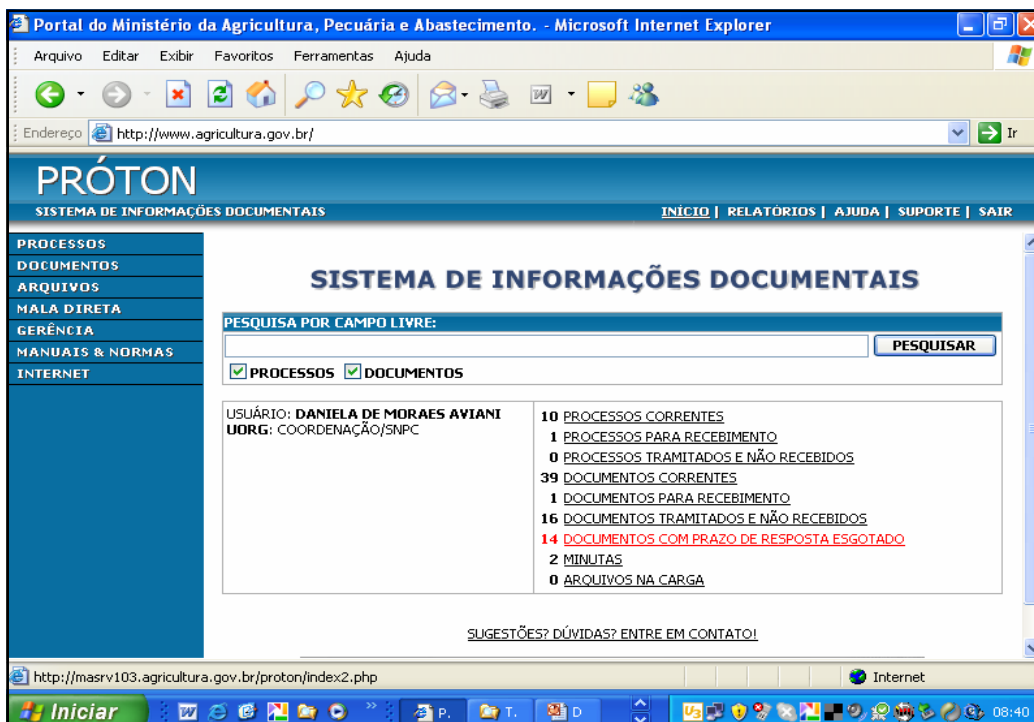 Portal do Ministério da Agricultura, Pecuária e Abastecimento. - Microsoft Internet Explorer
Arquivo Editar Exibir Favoritos Ferramentas Ajuda
Endereço http://www.agricultura.gov.br/ Ir
PRÓTON
SISTEMA DE INFORMAÇÕES DOCUMENTAIS
INÍCIO | RELATÓRIOS | AJUDA | SUPORTE | SAIR
PROCESSOS
DOCUMENTOS
ARQUIVOS
MALA DIRETA
GERÊNCIA
MANUAIS & NORMAS
INTERNET
SISTEMA DE INFORMAÇÕES DOCUMENTAIS
PESQUISA POR CAMPO LIVRE:
PESQUISAR
PROCESSOS DOCUMENTOS
USUÁRIO: DANIELA DE MORAES AVIANI
UORG: COORDENAÇÃO/SNPC
10 PROCESSOS CORRENTES
1 PROCESSOS PARA RECEBIMENTO
0 PROCESSOS TRAMITADOS E NÃO RECEBIDOS
39 DOCUMENTOS CORRENTES
1 DOCUMENTOS PARA RECEBIMENTO
16 DOCUMENTOS TRAMITADOS E NÃO RECEBIDOS
14 DOCUMENTOS COM PRAZO DE RESPOSTA ESGOTADO
2 MINUTAS
0 ARQUIVOS NA CARGA
SUGESTÕES? DÚVIDAS? ENTRE EM CONTATO!
http://masrv103.agricultura.gov.br/proton/index2.php Internet
Iniciar P. T. D 08:40